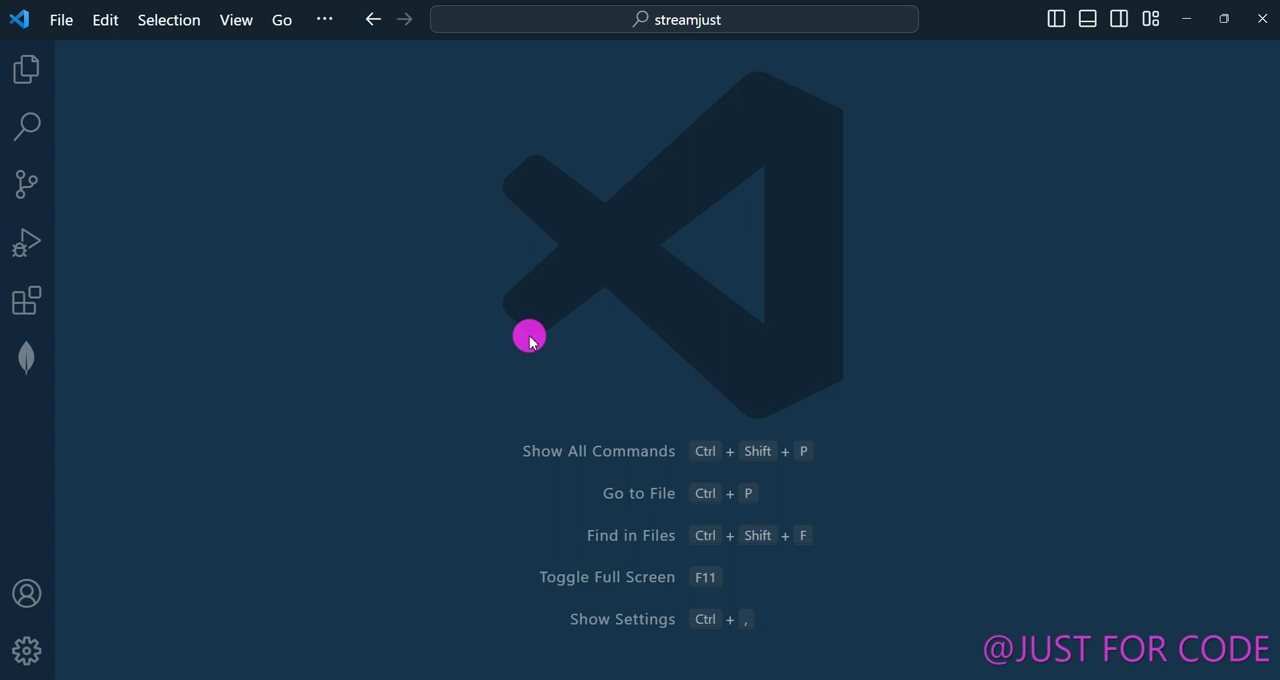 File Edit Selection View Go ···
streamjust
Show All Commands Ctrl + Shift + P
Go to File Ctrl + P
Find in Files Ctrl + Shift + F
Toggle Full Screen F11
Show Settings Ctrl + ,
@JUST FOR CODE